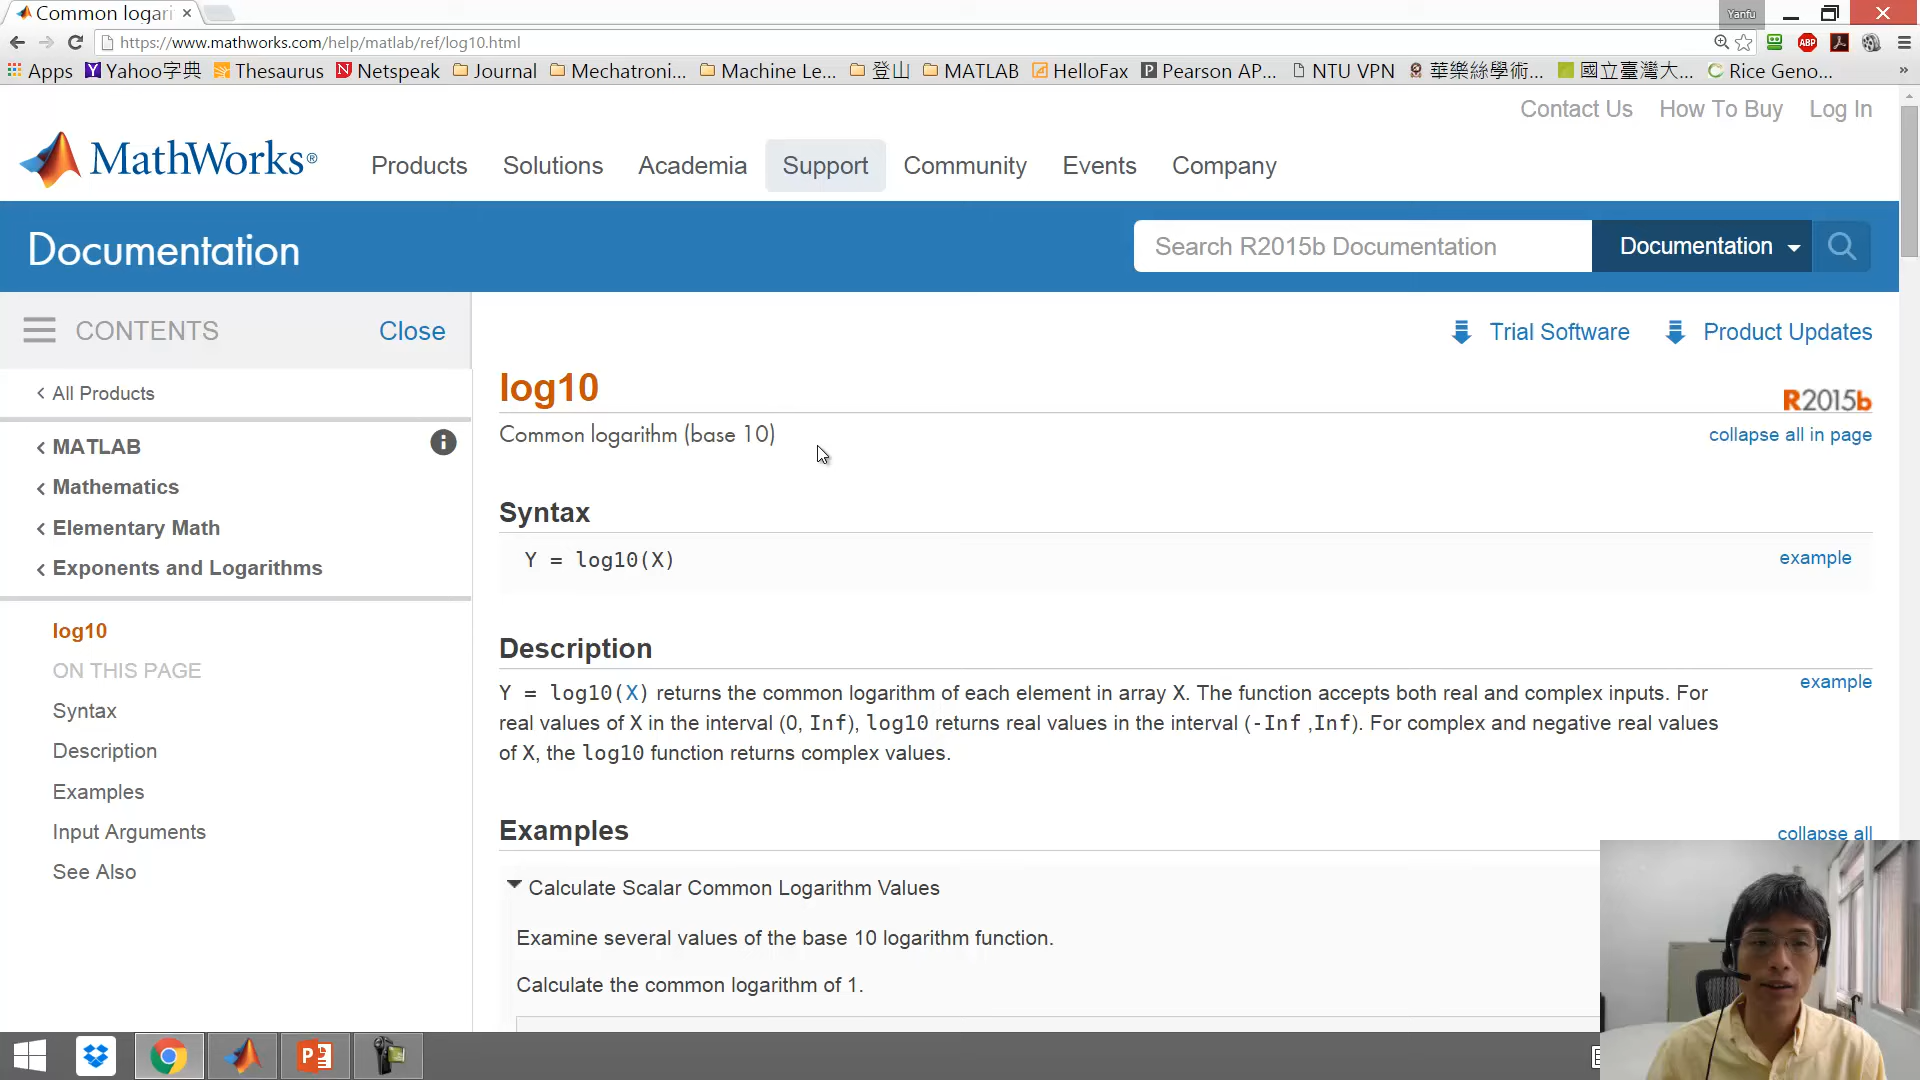 Common logari
Yanfu
https://www.mathworks.com/help/matlab/ref/log10.html
ABP
Apps Yahoo字典 Thesaurus Netspeak Journal Mechatroni... Machine Le... 登山 MATLAB HelloFax Pearson AP... NTU VPN 華樂絲學術... 國立臺灣大... Rice Geno... »
Contact Us How To Buy Log In
MathWorks® Products Solutions Academia Support Community Events Company
Documentation Search R2015b Documentation Documentation
CONTENTS Close
Trial Software Product Updates
All Products
MATLAB
Mathematics
Elementary Math
Exponents and Logarithms
log10
ON THIS PAGE
Syntax
Description
Examples
Input Arguments
See Also
log10
R2015b
Common logarithm (base 10)
collapse all in page
Syntax
Y = log10(X)
example
Description
example
Y = log10(X) returns the common logarithm of each element in array X. The function accepts both real and complex inputs. For
real values of X in the interval (0, Inf), log10 returns real values in the interval (-Inf ,Inf). For complex and negative real values
of X, the log10 function returns complex values.
Examples
collapse all
Calculate Scalar Common Logarithm Values
Examine several values of the base 10 logarithm function.
Calculate the common logarithm of 1.